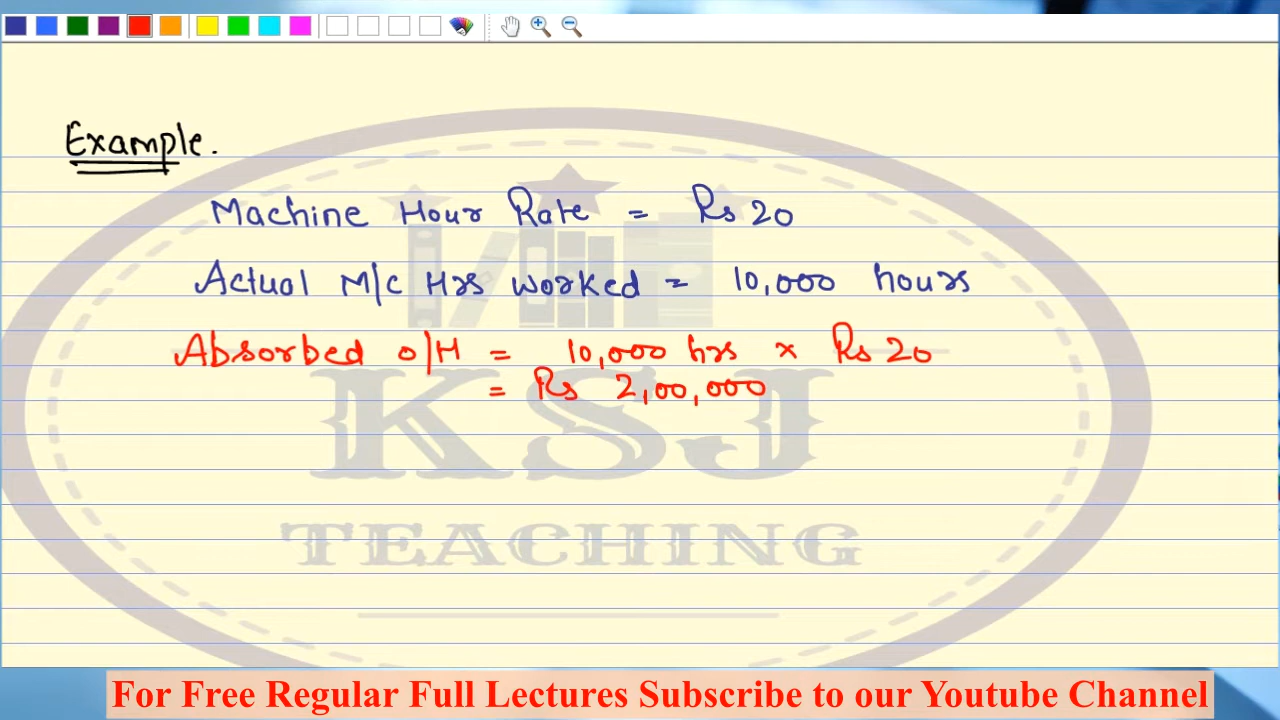 Example.
Machine Hour Rate = Rs 20
Actual M/c Hrs worked = 10,000 hours
Absorbed o/H = 10,000 hrs x Rs 20
= Rs 2,00,000
KSJ
TEACHING
For Free Regular Full Lectures Subscribe to our Youtube Channel